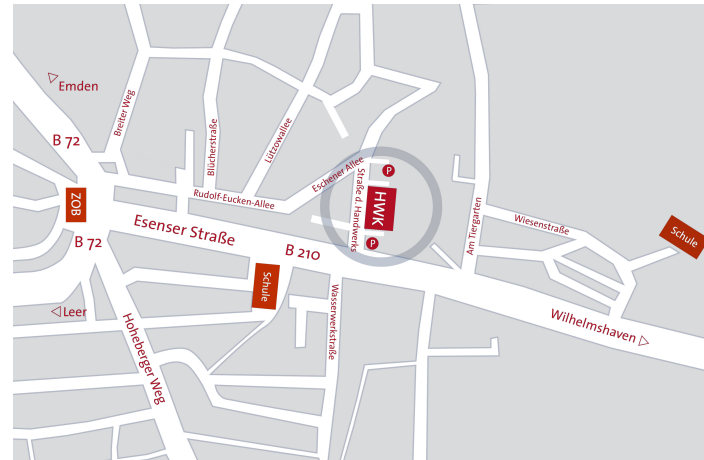 Emden
B 72
Breiter Weg
Blücherstraße
Lützowallee
Eschener Allee
Straße d. Handwerks
P
HWK
P
ZOB
Rudolf-Eucken-Allee
Esenser Straße
B 72
B 210
Schule
Am Tiergarten
Wiesenstraße
Schule
Leer
Hoheberger Weg
Wasserwerkstraße
Wilhelmshaven